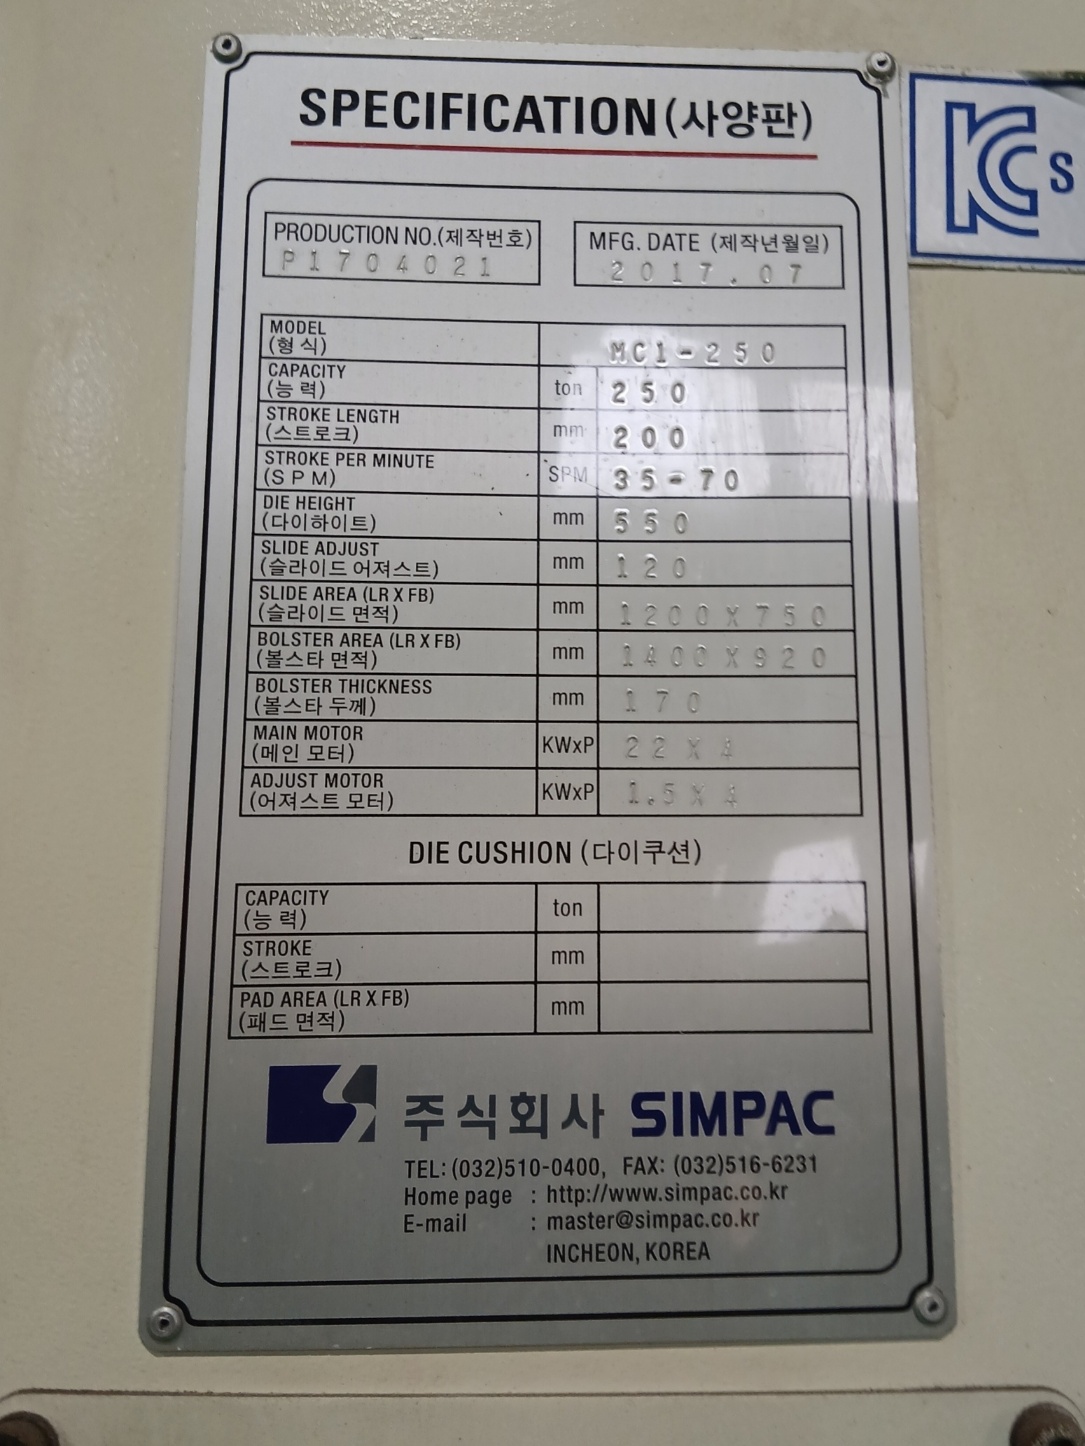 SPECIFICATION(사양판)
PRODUCTION NO.(제작번호)
P1704021
MFG. DATE (제작년월일)
2017.07
MODEL
(형 식)
MC1-250
CAPACITY
(능 력)
ton
250
STROKE LENGTH
(스트로크)
mm
200
STROKE PER MINUTE
(S P M)
SPM
35-70
DIE HEIGHT
(다이하이트)
mm
550
SLIDE ADJUST
(슬라이드 어져스트)
mm
120
SLIDE AREA (LR X FB)
(슬라이드 면적)
mm
1200X750
BOLSTER AREA (LR X FB)
(볼스타 면적)
mm
1400X920
BOLSTER THICKNESS
(볼스타 두께)
mm
170
MAIN MOTOR
(메인 모터)
KWxP
22X4
ADJUST MOTOR
(어져스트 모터)
KWxP
1.5X4
DIE CUSHION (다이쿠션)
CAPACITY
(능 력)
ton
STROKE
(스트로크)
mm
PAD AREA (LR X FB)
(패드 면적)
mm
주식회사 SIMPAC
TEL: (032)510-0400, FAX: (032)516-6231
Home page : http://www.simpac.co.kr
E-mail : master@simpac.co.kr
INCHEON, KOREA
KC s